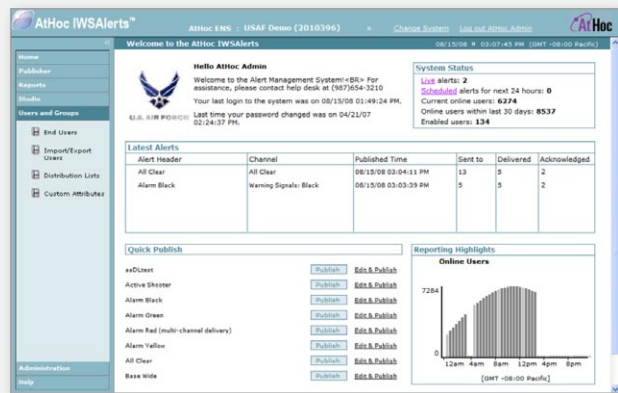 AtHoc IWSAlerts™
AtHoc ENS : USAF Demo (2010396) » Change System Log out AtHoc Admin
AtHoc
Welcome to the AtHoc IWSAlerts
08/15/08 03:07:45 PM (GMT -08:00 Pacific)
Home
Publisher
Reports
Studio
Users and Groups
End Users
Import/Export
Users
Distribution Lists
Custom Attributes
Administration
Help
U.S. AIR FORCE
Hello AtHoc Admin
Welcome to the Alert Management System!<BR> For
assistance, please contact help desk at (987)654-3210
Your last login to the system was on 08/15/08 01:49:24 PM.
Last time your password changed was on 04/21/07
02:24:37 PM.
System Status
Live alerts: 2
Scheduled alerts for next 24 hours: 0
Current online users: 6274
Online users within last 30 days: 8537
Enabled users: 134
Latest Alerts
Alert Header Channel Published Time Sent to Delivered Acknowledged
All Clear All Clear 08/15/08 03:04:11 PM 13 5 2
Alarm Black Warning Signals: Black 08/15/08 03:03:39 PM 5 5 2
Quick Publish
aaDLtest Publish Edit & Publish
Active Shooter Publish Edit & Publish
Alarm Black Publish Edit & Publish
Alarm Green Publish Edit & Publish
Alarm Red (multi-channel delivery) Publish Edit & Publish
Alarm Yellow Publish Edit & Publish
All Clear Publish Edit & Publish
Base Wide Publish Edit & Publish
Reporting Highlights
Online Users
7284
0
12am 4am 8am 12pm 4pm 8pm
[GMT -08:00 Pacific]